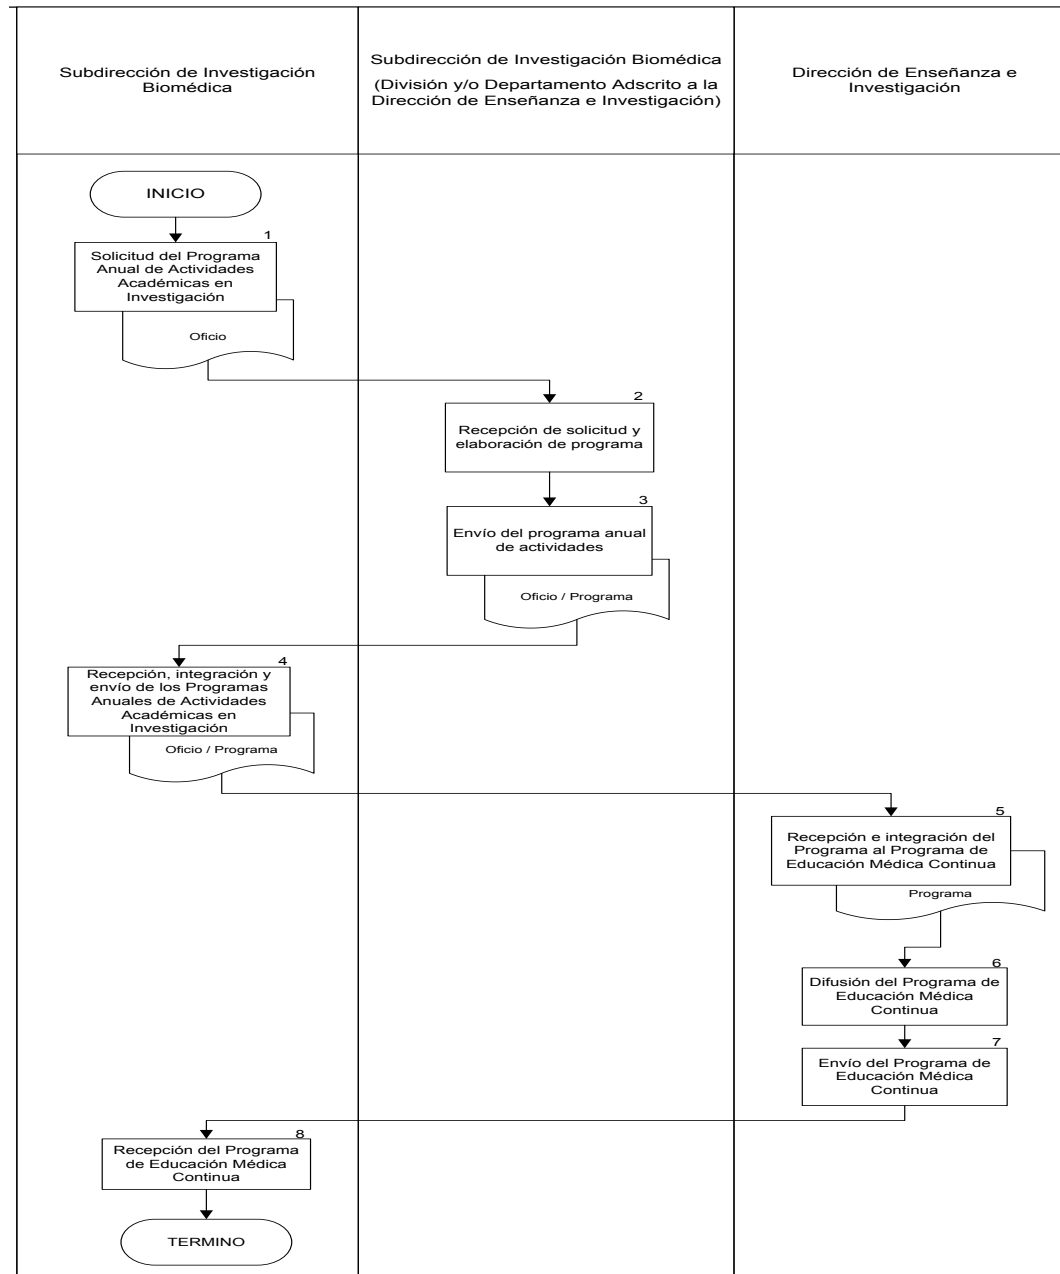 Subdirección de Investigación
Biomédica
Subdirección de Investigación Biomédica
(División y/o Departamento Adscrito a la
Dirección de Enseñanza e Investigación)
Dirección de Enseñanza e
Investigación
INICIO
1
Solicitud del Programa
Anual de Actividades
Académicas en
Investigación
Oficio
2
Recepción de solicitud y
elaboración de programa
3
Envío del programa anual
de actividades
Oficio / Programa
4
Recepción, integración y
envío de los Programas
Anuales de Actividades
Académicas en
Investigación
Oficio / Programa
5
Recepción e integración del
Programa al Programa de
Educación Médica Continua
Programa
6
Difusión del Programa de
Educación Médica
Continua
7
Envío del Programa de
Educación Médica
Continua
8
Recepción del Programa
de Educación Médica
Continua
TERMINO